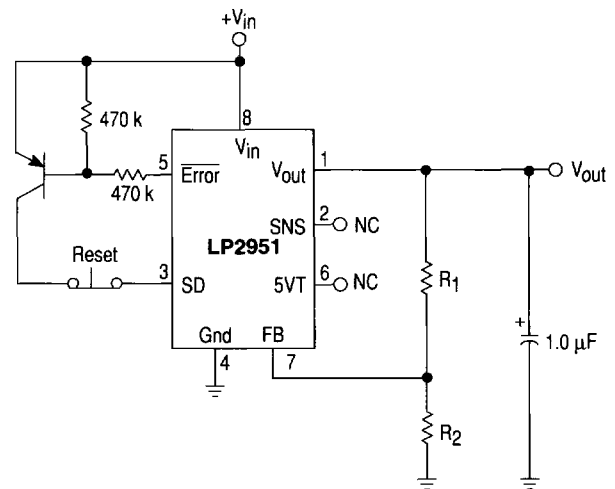 +Vin
470 k
8
Vin
5
Error
Vout
1
Vout
470 k
SNS
2
NC
LP2951
Reset
3
SD
5VT
6
NC
R1
Gnd
FB
4
7
+
1.0 µF
R2